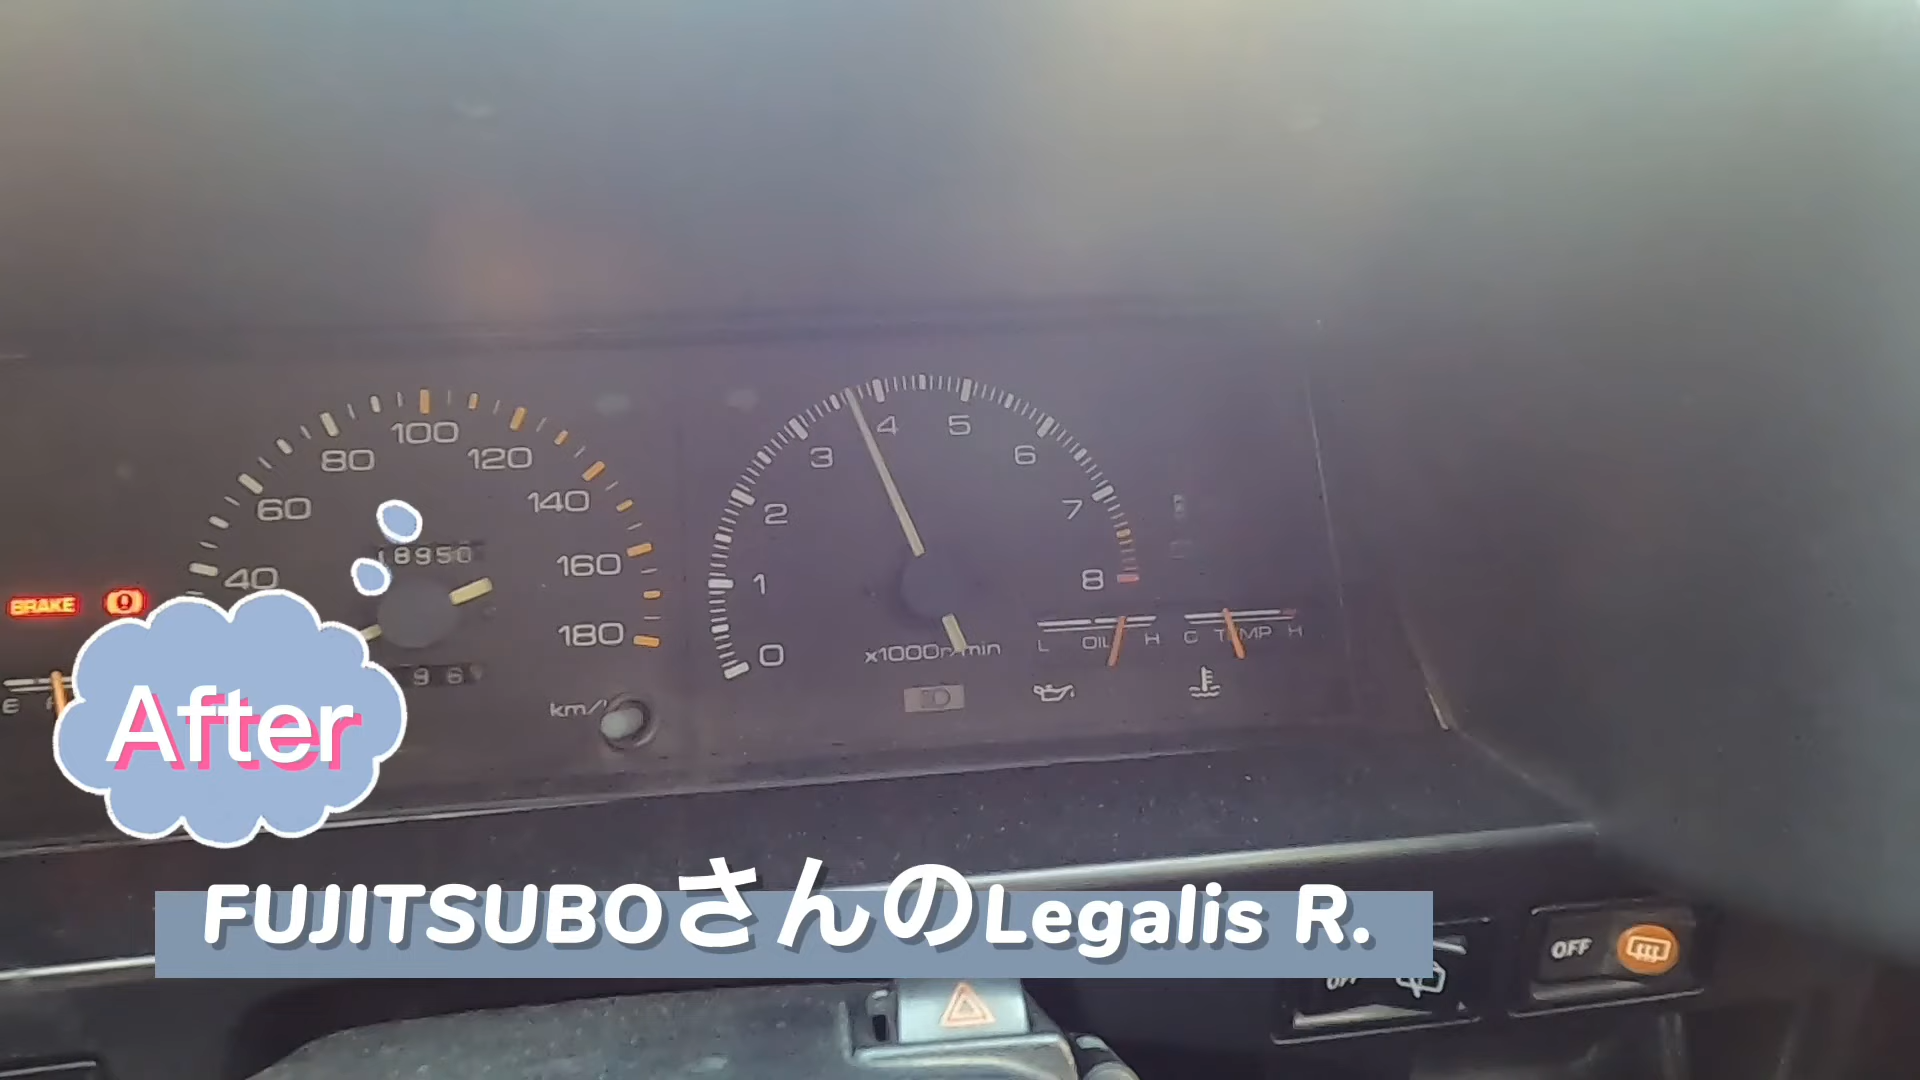 100
80
120
60
140
18950
40
160
180
BRAKE
96
km/
E
4
5
3
6
2
7
1
8
0
x1000r/min
L OIL H
C TEMP H
After
FUJITSUBOさんのLegalis R.
OFF
OFF